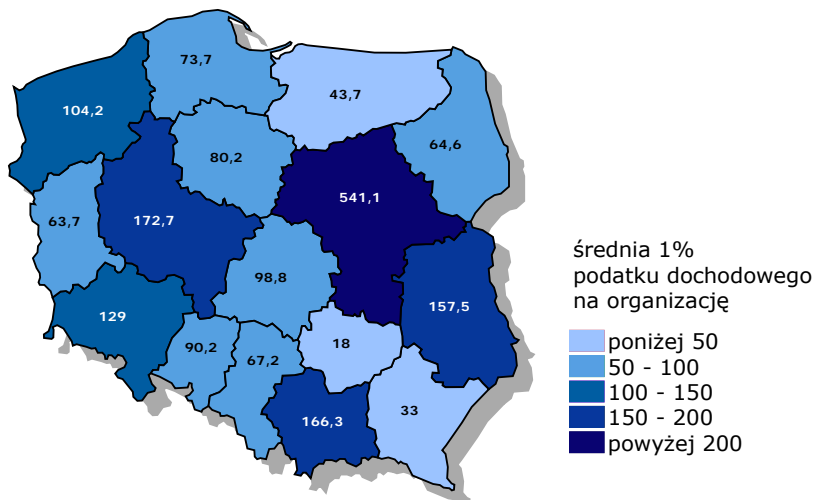 73,7
43,7
104,2
64,6
80,2
541,1
63,7
172,7
98,8
157,5
129
18
90,2
67,2
33
166,3
średnia 1%
podatku dochodowego
na organizację
poniżej 50
50 - 100
100 - 150
150 - 200
powyżej 200